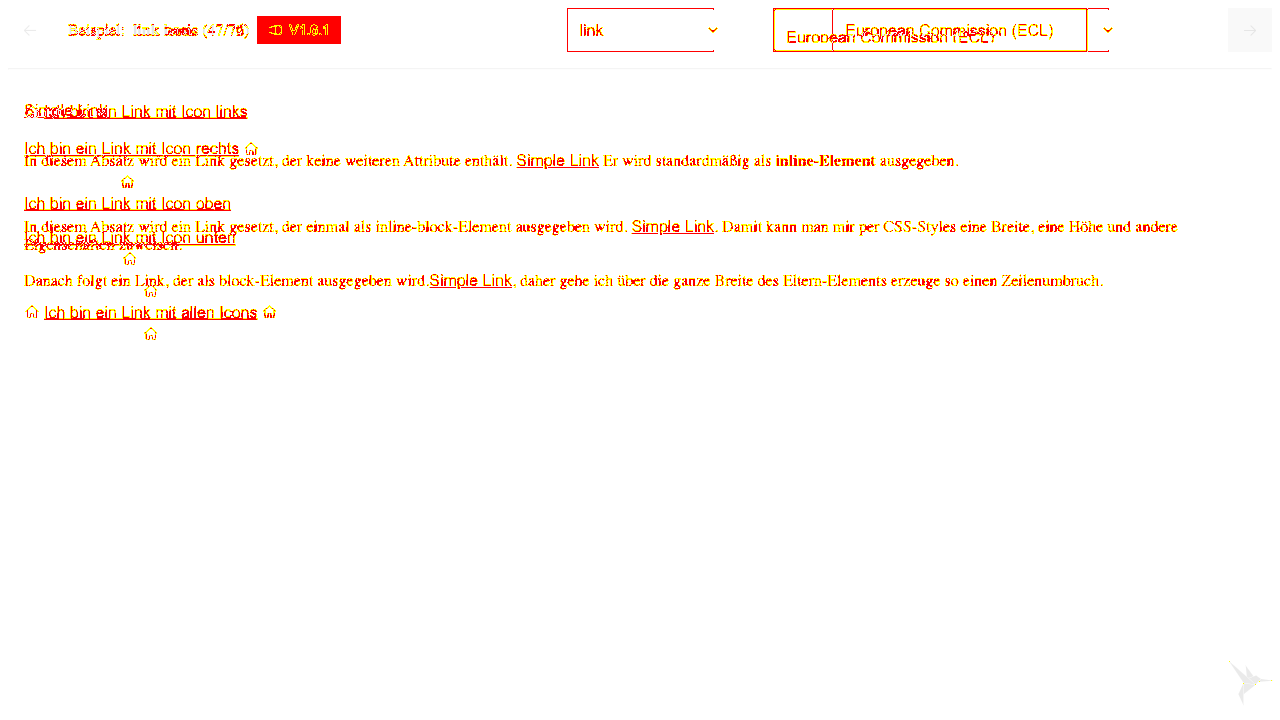 Beispiel: link (47/75) V1.0.1 link European Commission (ECL)
European Commission (ECL)
Simple Link
Ich bin ein Link mit Icon links
Ich bin ein Link mit Icon rechts
In diesem Absatz wird ein Link gesetzt, der keine weiteren Attribute enthält. Simple Link Er wird standardmäßig als inline-Element ausgegeben.
Ich bin ein Link mit Icon oben
In diesem Absatz wird ein Link gesetzt, der einmal als inline-block-Element ausgegeben wird. Simple Link. Damit kann man mir per CSS-Styles eine Breite, eine Höhe und andere
Ich bin ein Link mit Icon unten
Eigenschaften zuweisen.
Danach folgt ein Link, der als block-Element ausgegeben wird.Simple Link, daher gehe ich über die ganze Breite des Eltern-Elements erzeuge so einen Zeilenumbruch.
Ich bin ein Link mit allen Icons